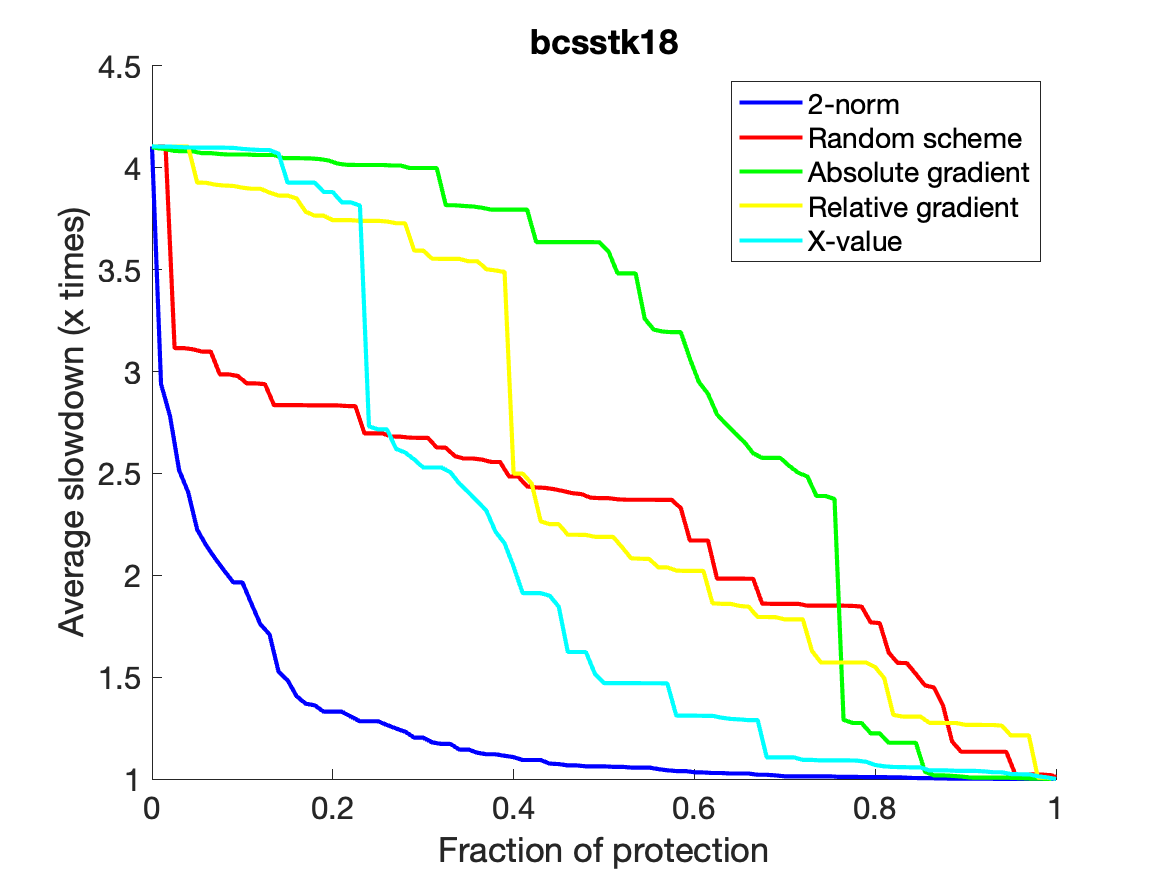 bcsstk18
4.5
4
3.5
3
2.5
2
1.5
1
Average slowdown (x times)
2-norm
Random scheme
Absolute gradient
Relative gradient
X-value
0
0.2
0.4
0.6
0.8
1
Fraction of protection